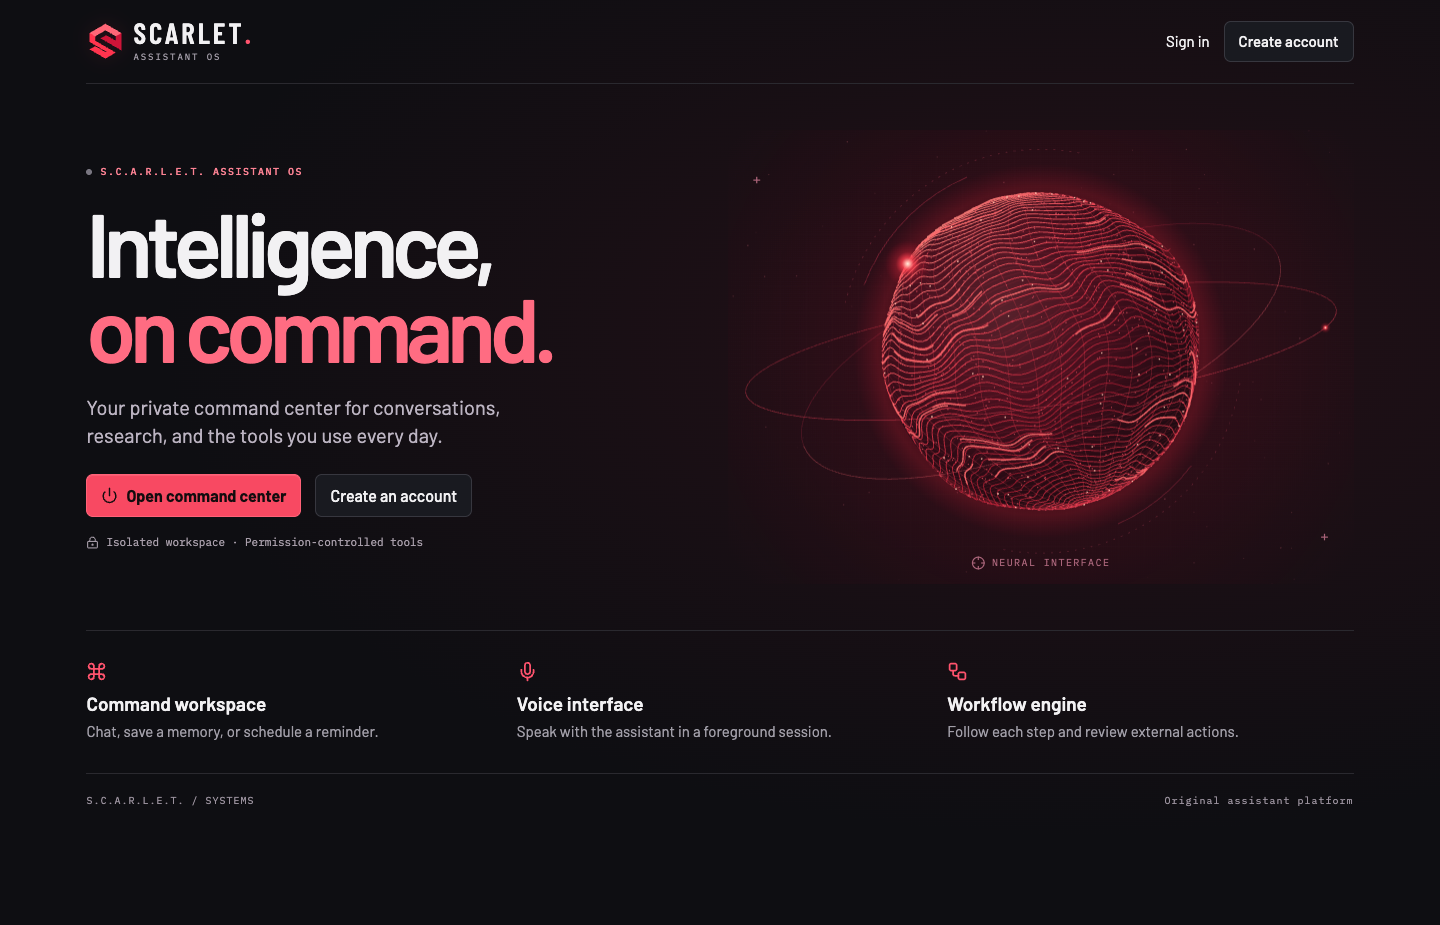 SCARLET.
ASSISTANT OS
Sign in
Create account
S.C.A.R.L.E.T. ASSISTANT OS
Intelligence,
on command.
Your private command center for conversations,
research, and the tools you use every day.
Open command center
Create an account
Isolated workspace · Permission-controlled tools
NEURAL INTERFACE
Command workspace
Chat, save a memory, or schedule a reminder.
Voice interface
Speak with the assistant in a foreground session.
Workflow engine
Follow each step and review external actions.
S.C.A.R.L.E.T. / SYSTEMS
Original assistant platform